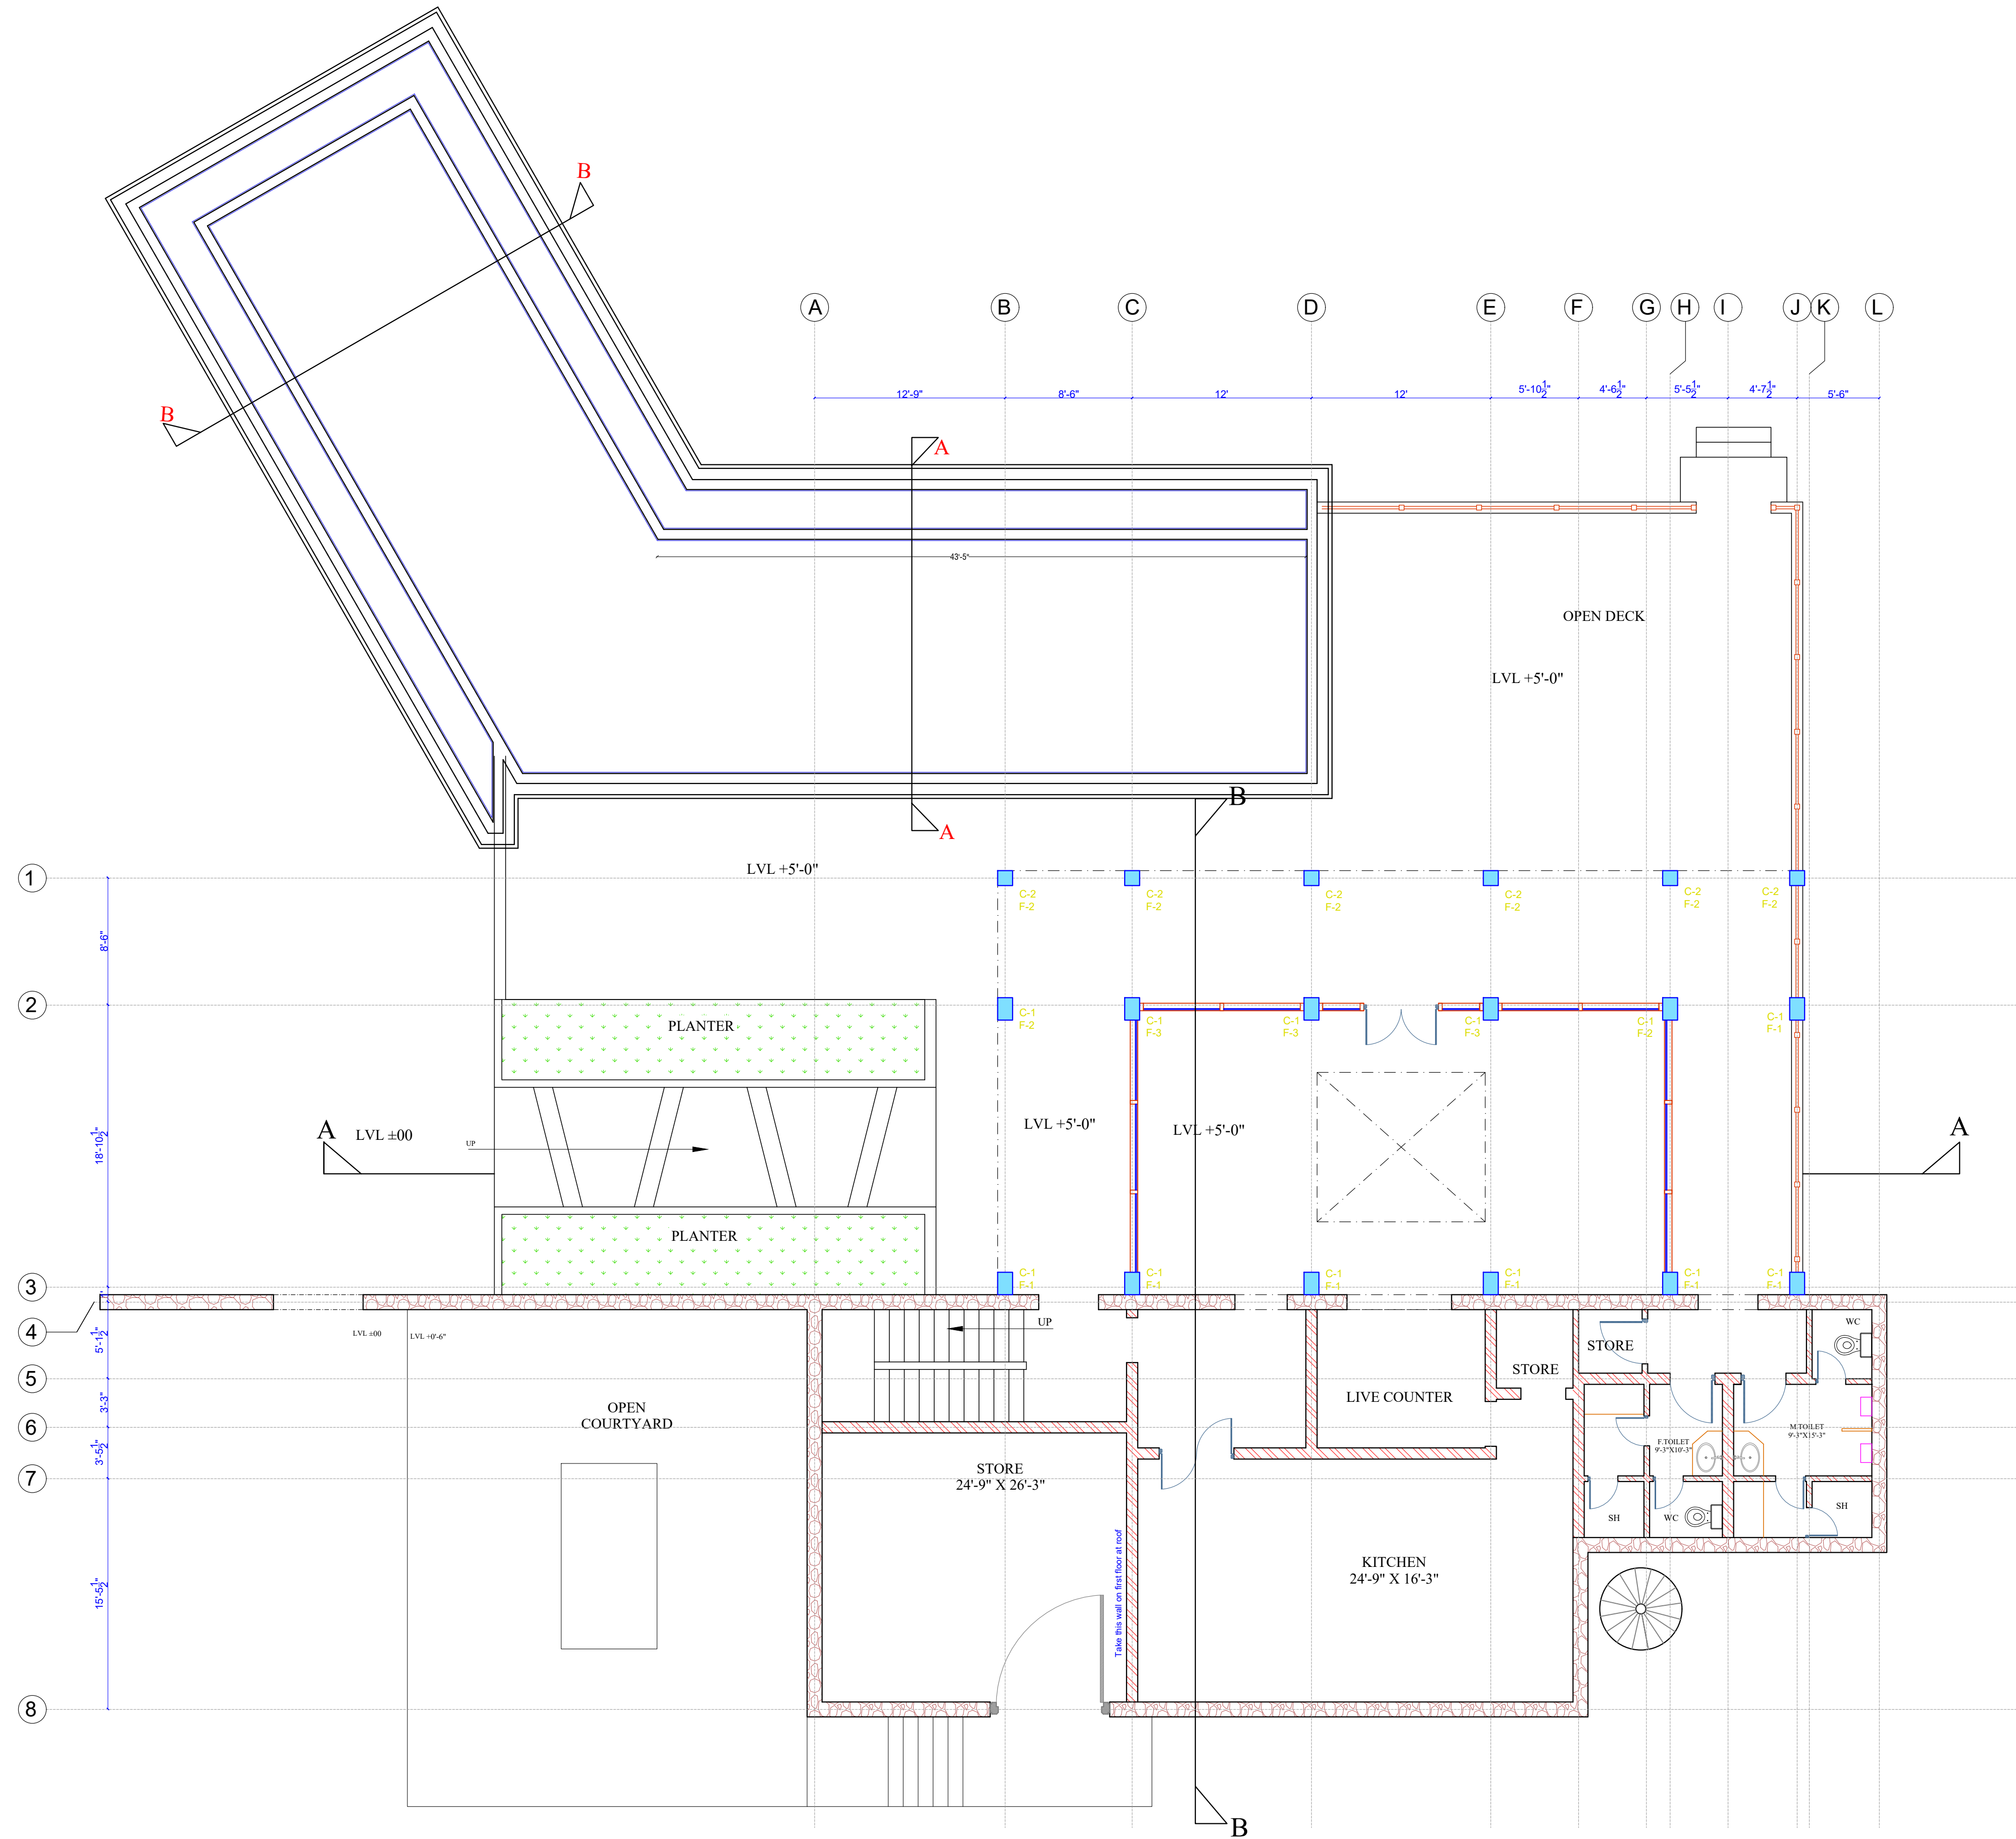 B
B
A B C D E F G H I J K L
12'-9" 8'-6" 12' 12' 5'-10½" 4'-6½" 5'-5½" 4'-7½" 5'-6"
A
43'-5"
OPEN DECK
LVL +5'-0"
B
A
LVL +5'-0"
1
C-2 C-2 C-2 C-2 C-2 C-2
F-2 F-2 F-2 F-2 F-2 F-2
8'-6"
2
C-1 C-1 C-1 C-1 C-1 C-1
F-2 F-3 F-3 F-3 F-2 F-1
PLANTER
18'-10½"
A
LVL ±00
UP
LVL +5'-0"
LVL +5'-0"
A
PLANTER
3
C-1 C-1 C-1 C-1 C-1 C-1
F-1 F-1 F-1 F-1 F-1 F-1
4
LVL ±00
LVL +0'-6"
UP
WC
5'-1½"
STORE
STORE
5
3'-3"
LIVE COUNTER
OPEN
COURTYARD
6
M.TOILET
9'-3"X15'-3"
F.TOILET
9'-3"X10'-3"
3'-5½"
STORE
24'-9" X 26'-3"
7
SH
WC
SH
Take this wall on first floor at roof
KITCHEN
24'-9" X 16'-3"
15'-5½"
8
B